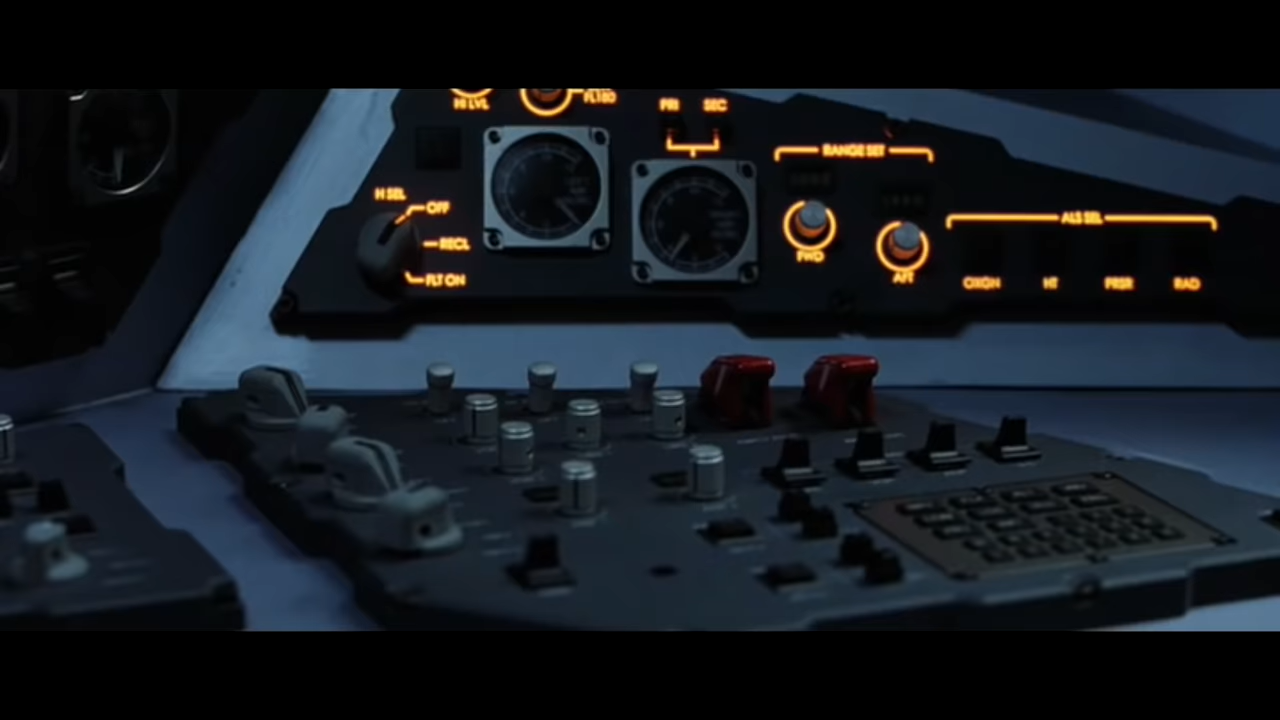 HI LVL
FL180
PRI SEC
RANGE SET
H SEL
OFF
RECL
FLT ON
FWD
AFT
ALS SEL
OXGN HT PRSR RAD